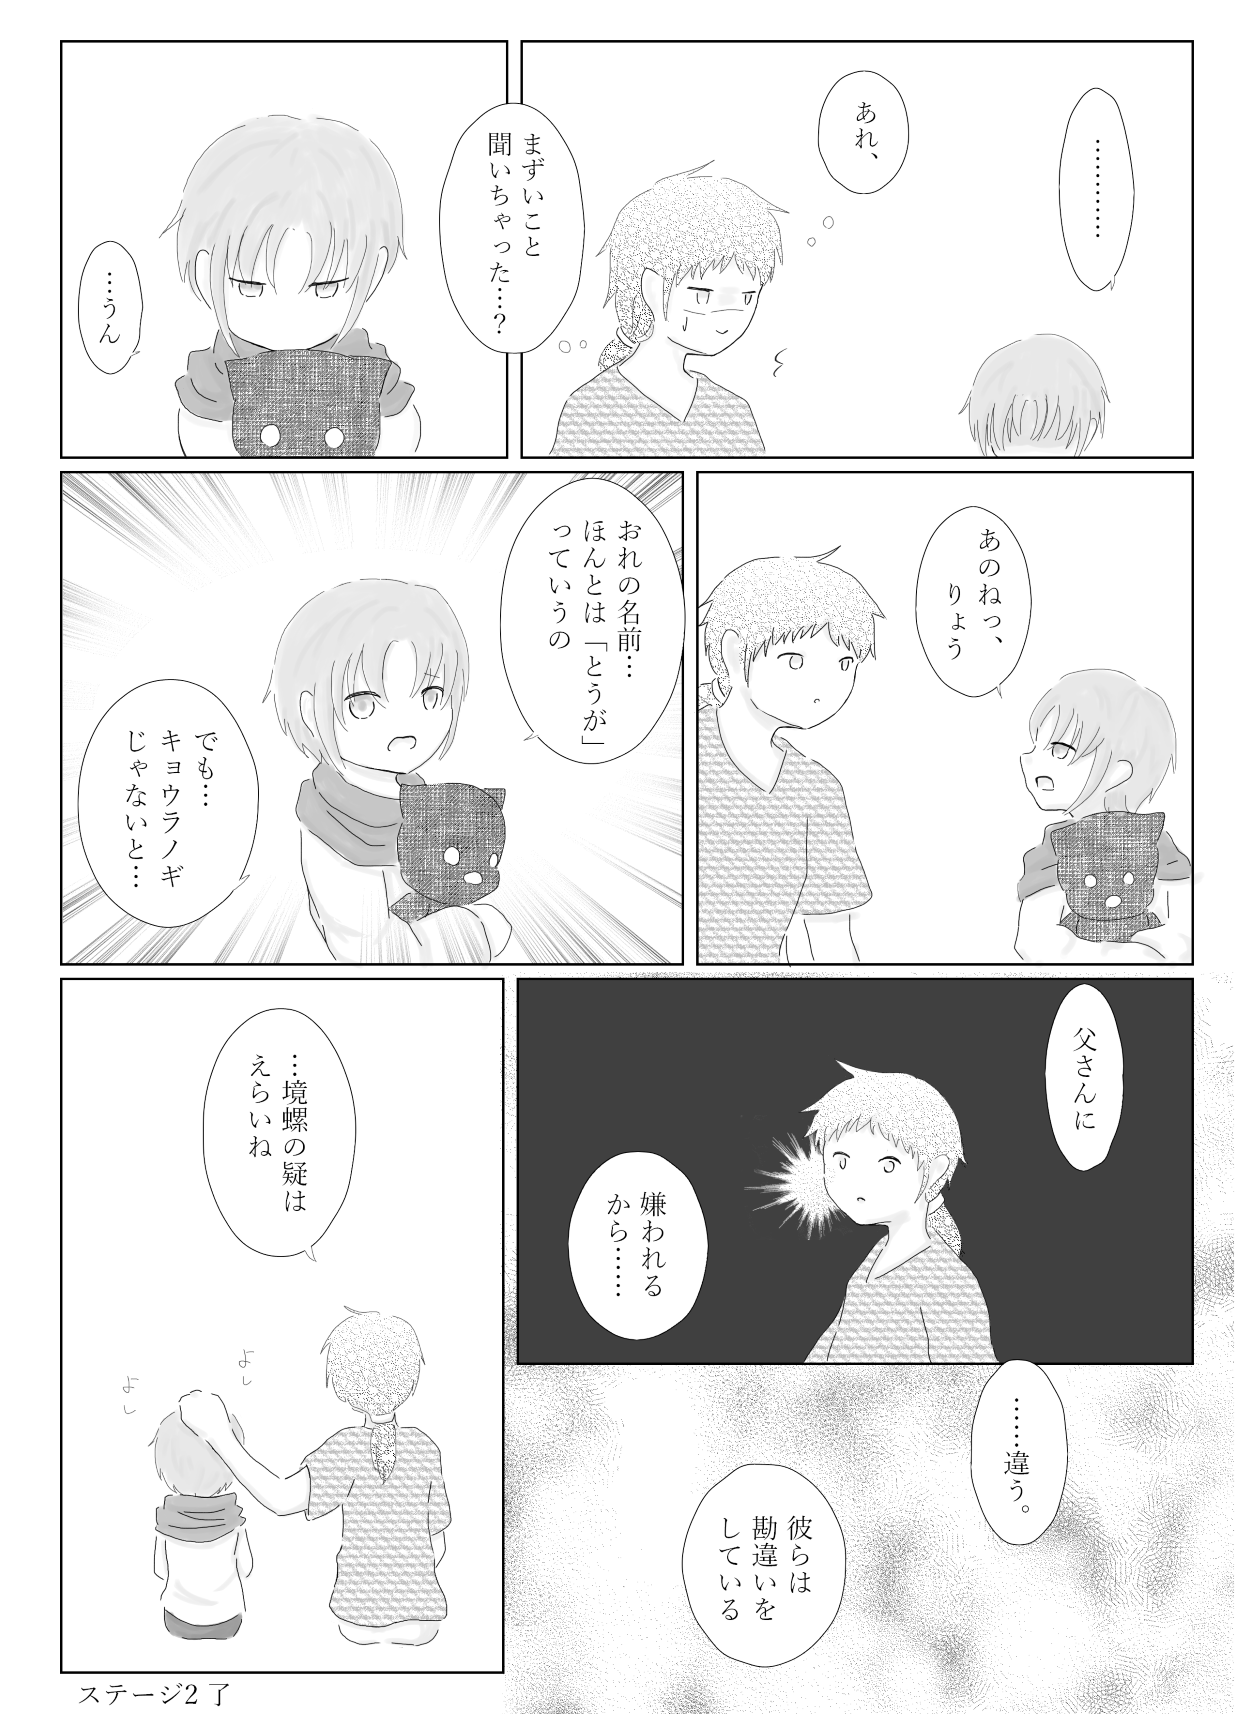 …………
あれ、
まずいこと
聞いちゃった…？
…うん
あのねっ、
りょう
おれの名前…
ほんとは「とうが」
っていうの
でも…
キョウラノギ
じゃないと…
父さんに
嫌われる
から……
……違う。
彼らは
勘違いを
している
…境螺の疑は
えらいね
よし
よし
ステージ2 了